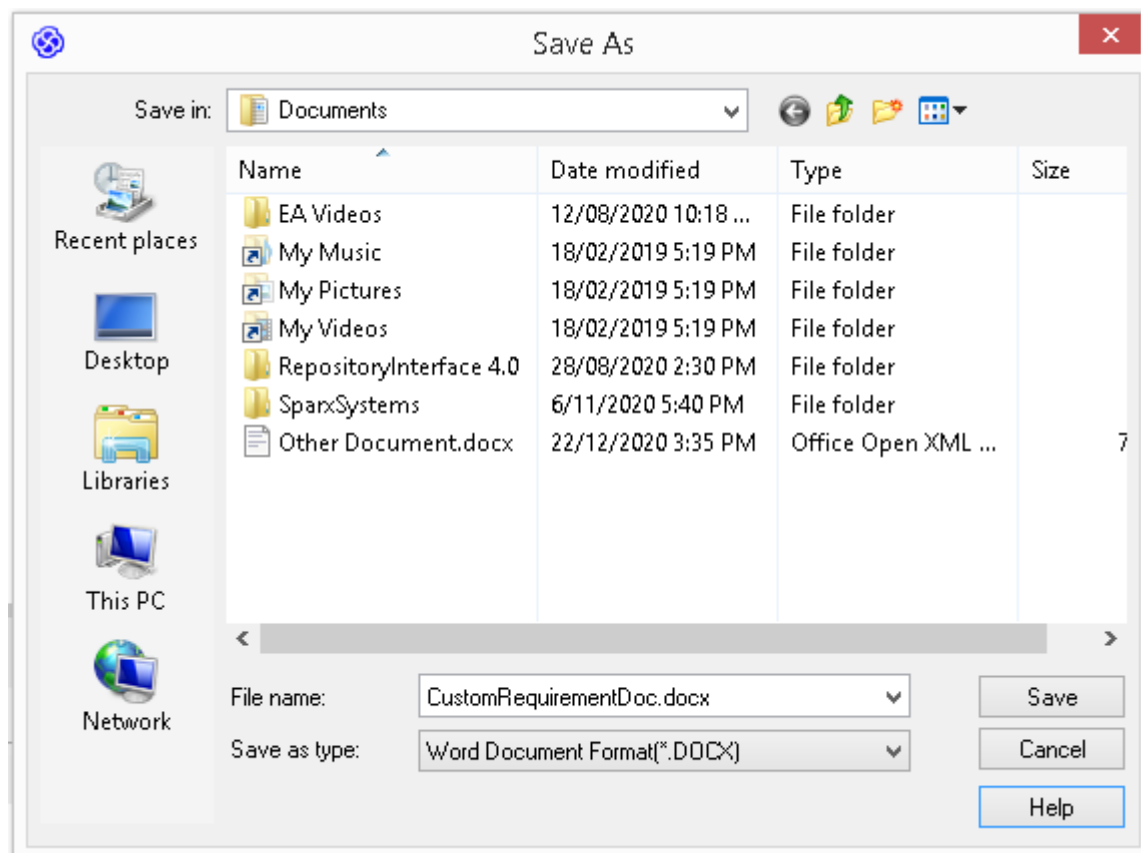 Save As
Save in: Documents
Name Date modified Type Size
EA Videos 12/08/2020 10:18 ... File folder
My Music 18/02/2019 5:19 PM File folder
My Pictures 18/02/2019 5:19 PM File folder
My Videos 18/02/2019 5:19 PM File folder
RepositoryInterface 4.0 28/08/2020 2:30 PM File folder
SparxSystems 6/11/2020 5:40 PM File folder
Other Document.docx 22/12/2020 3:35 PM Office Open XML ... 7
Recent places
Desktop
Libraries
This PC
Network
File name: CustomRequirementDoc.docx Save
Save as type: Word Document Format(*.DOCX) Cancel
Help